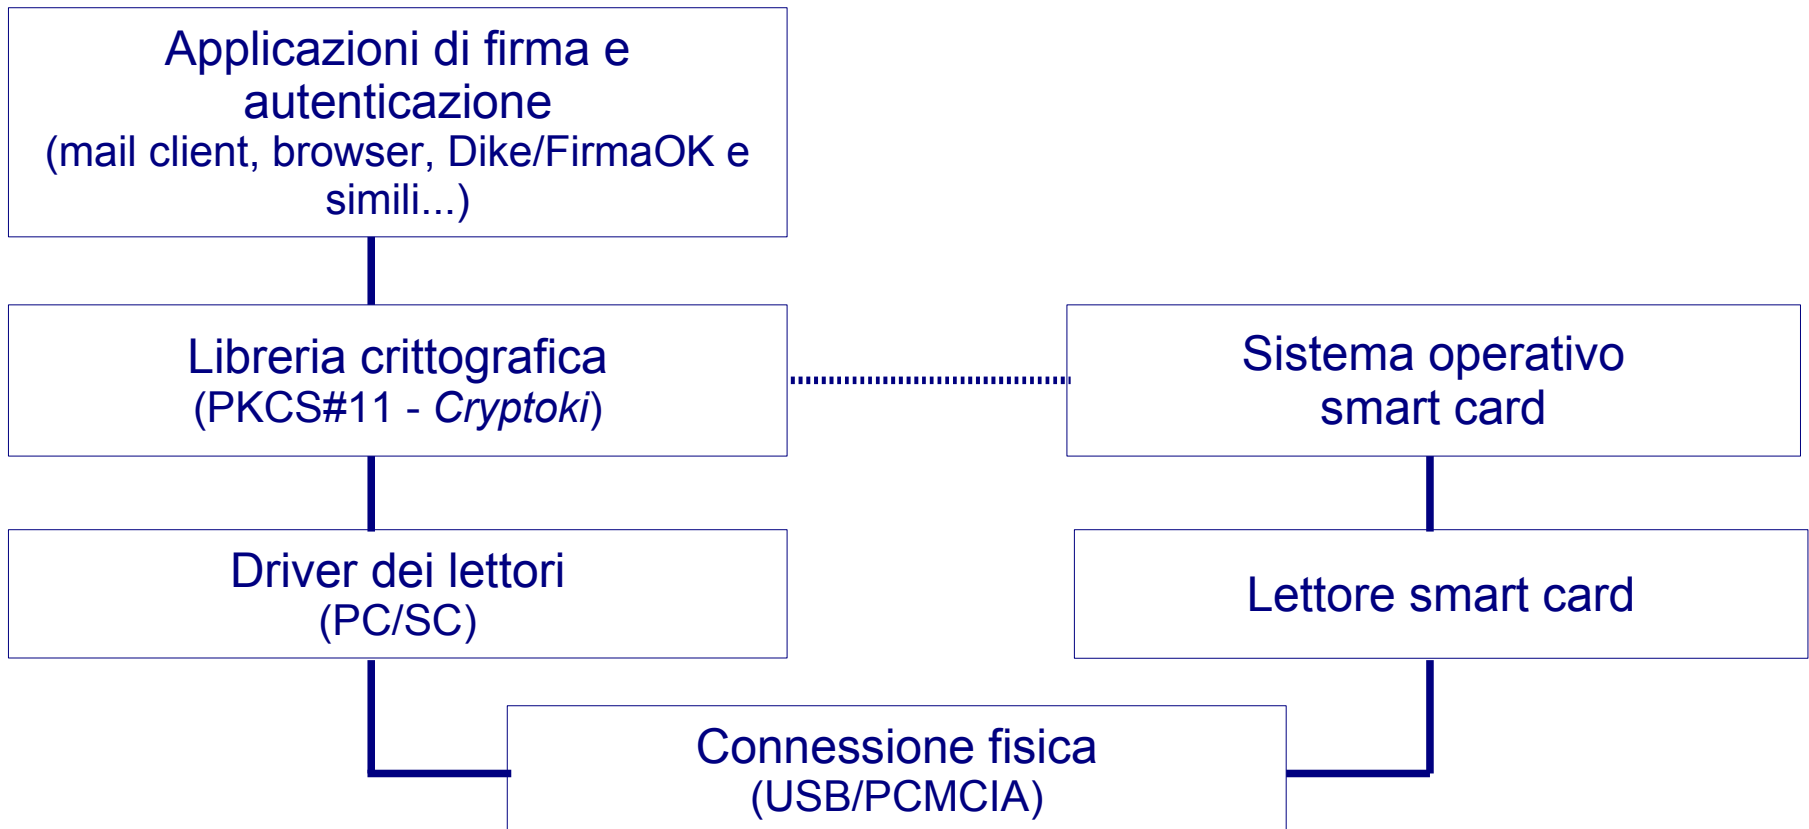 Applicazioni di firma e
autenticazione
(mail client, browser, Dike/FirmaOK e
simili...)
Libreria crittografica
(PKCS#11 - Cryptoki)
Sistema operativo
smart card
Driver dei lettori
(PC/SC)
Lettore smart card
Connessione fisica
(USB/PCMCIA)